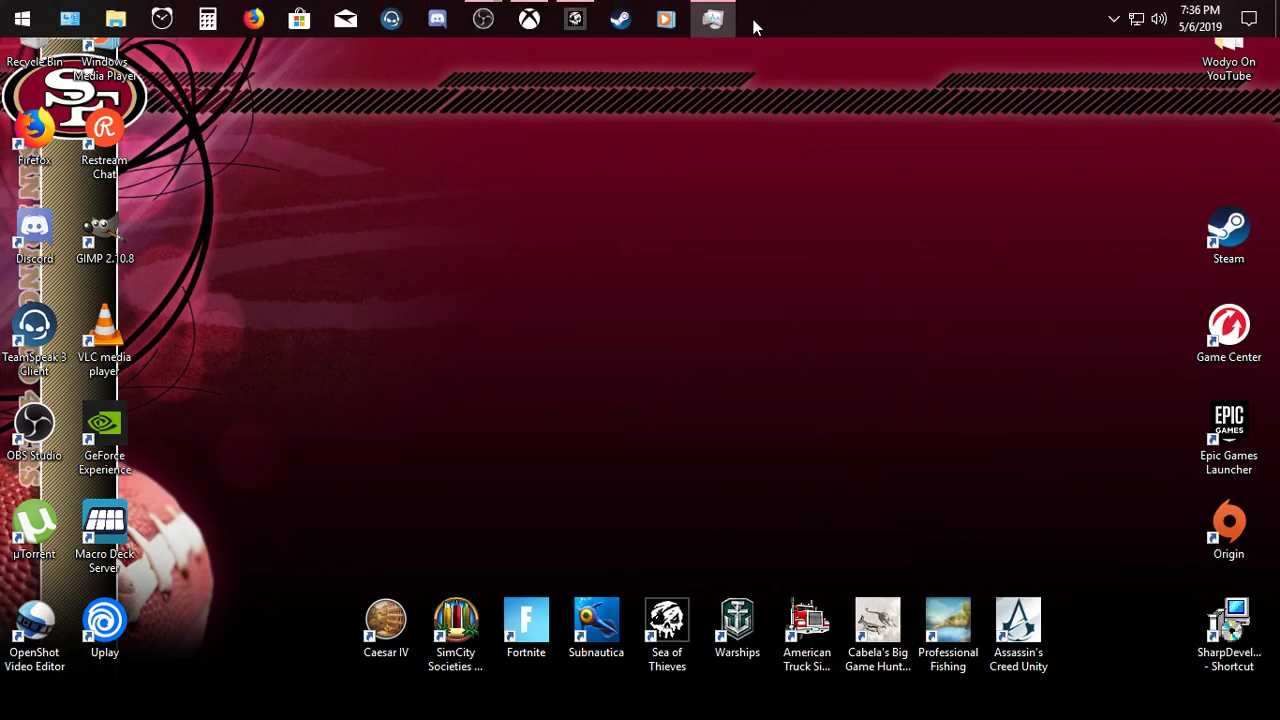 7:36 PM
5/6/2019
Recycle Bin
Windows
Media Player
Wodyo On
YouTube
SF
Firefox
Restream
Chat
Discord
GIMP 2.10.8
Steam
TeamSpeak 3
Client
VLC media
player
Game Center
OBS Studio
GeForce
Experience
EPIC
GAMES
Epic Games
Launcher
µTorrent
Macro Deck
Server
Origin
OpenShot
Video Editor
Uplay
Caesar IV
SimCity
Societies ...
Fortnite
Subnautica
Sea of
Thieves
Warships
American
Truck Si...
Cabela's Big
Game Hunt...
Professional
Fishing
Assassin's
Creed Unity
SharpDevel...
- Shortcut